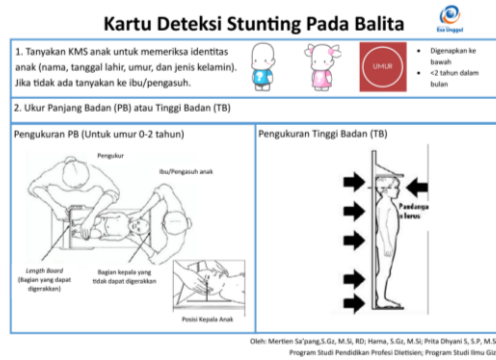 Kartu Deteksi Stunting Pada Balita
Esa Unggul
1. Tanyakan KMS anak untuk memeriksa identitas
anak (nama, tanggal lahir, umur, dan jenis kelamin).
Jika tidak ada tanyakan ke ibu/pengasuh.
UMUR
• Digenapkan ke
bawah
• <2 tahun dalam
bulan
2. Ukur Panjang Badan (PB) atau Tinggi Badan (TB)
Pengukuran PB (Untuk umur 0-2 tahun)
Pengukur
Ibu/Pengasuh anak
Length Board
(Bagian yang dapat
digerakkan)
Bagian kepala yang
tidak dapat digerakkan
Posisi Kepala Anak
Pengukuran Tinggi Badan (TB)
Pandanga
n lurus
Oleh: Mertien Sa'pang,S.Gz, M.Si, RD; Harna, S.Gz, M.Si; Prita Dhyani S, S.P, M.S
Program Studi Pendidikan Profesi Dietisien; Program Studi Ilmu Giz